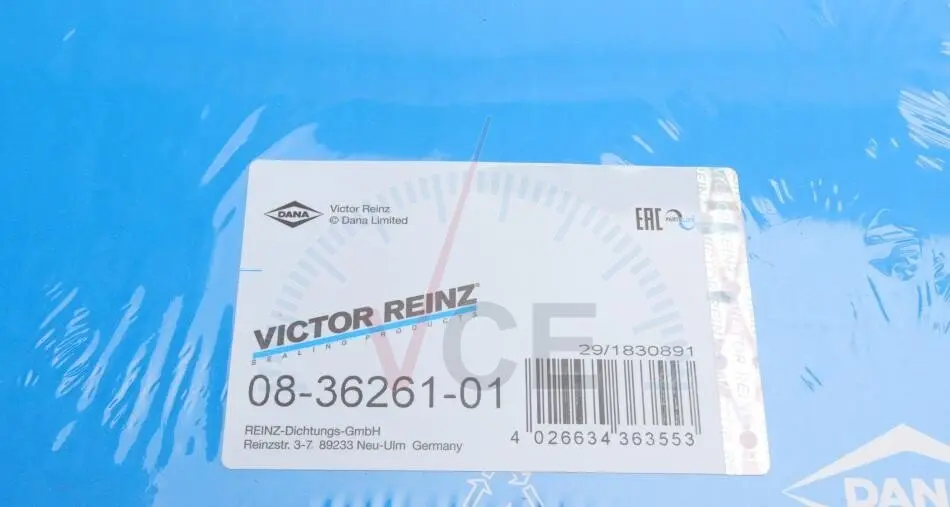 DANA
Victor Reinz
© Dana Limited
EAC
VICTOR REINZ®
SEALING PRODUCTS
VCE
29/1830891
08-36261-01
4 026634 363553
REINZ-Dichtungs-GmbH
Reinzstr. 3-7 89233 Neu-Ulm Germany
DAN